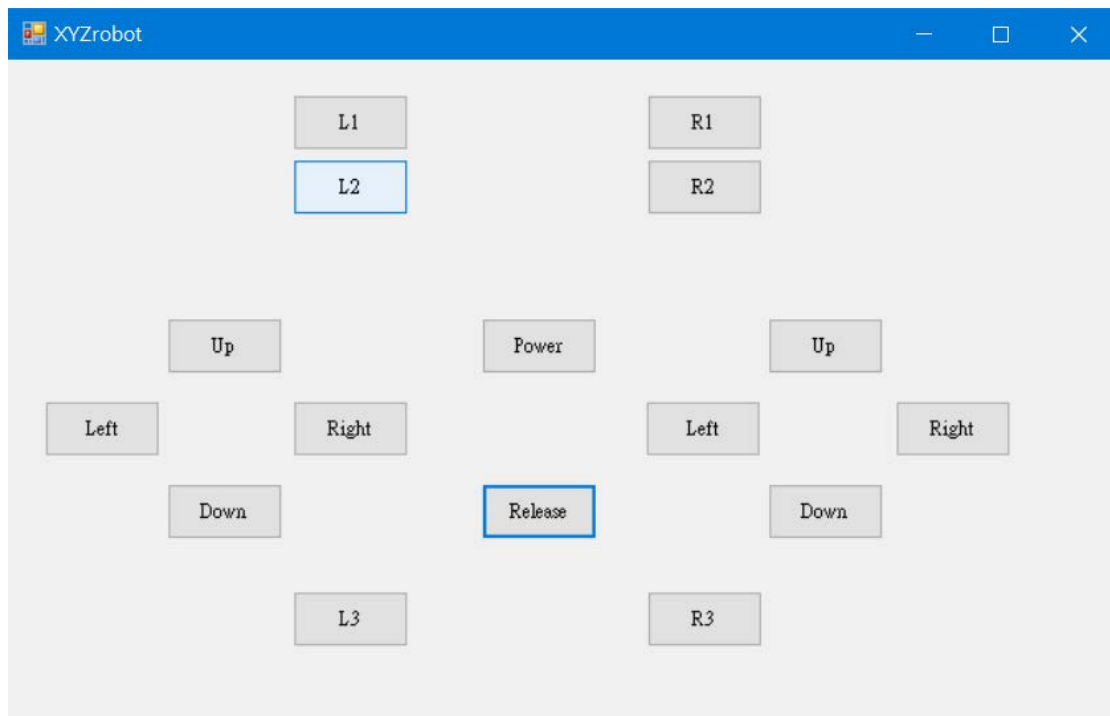 XYZrobot
L1 R1
L2 R2
Up Power Up
Left Right Left Right
Down Release Down
L3 R3